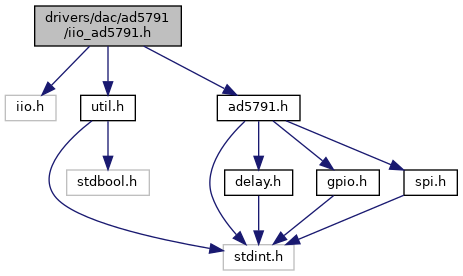 drivers/dac/ad5791
/iio_ad5791.h
iio.h
util.h
ad5791.h
stdbool.h
delay.h
gpio.h
spi.h
stdint.h